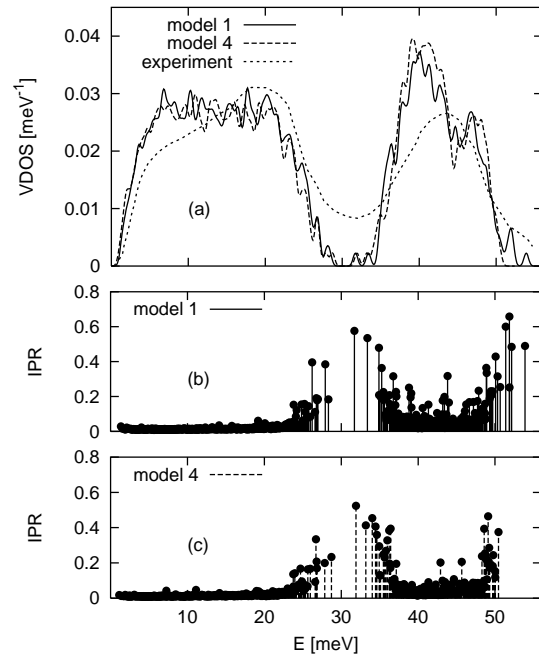 0.04
0.03
0.02
0.01
0
VDOS [meV⁻¹]
model 1
model 4
experiment
(a)
0.8
0.6
0.4
0.2
0
IPR
model 1
(b)
0.8
0.6
0.4
0.2
0
IPR
model 4
(c)
10 20 30 40 50
E [meV]